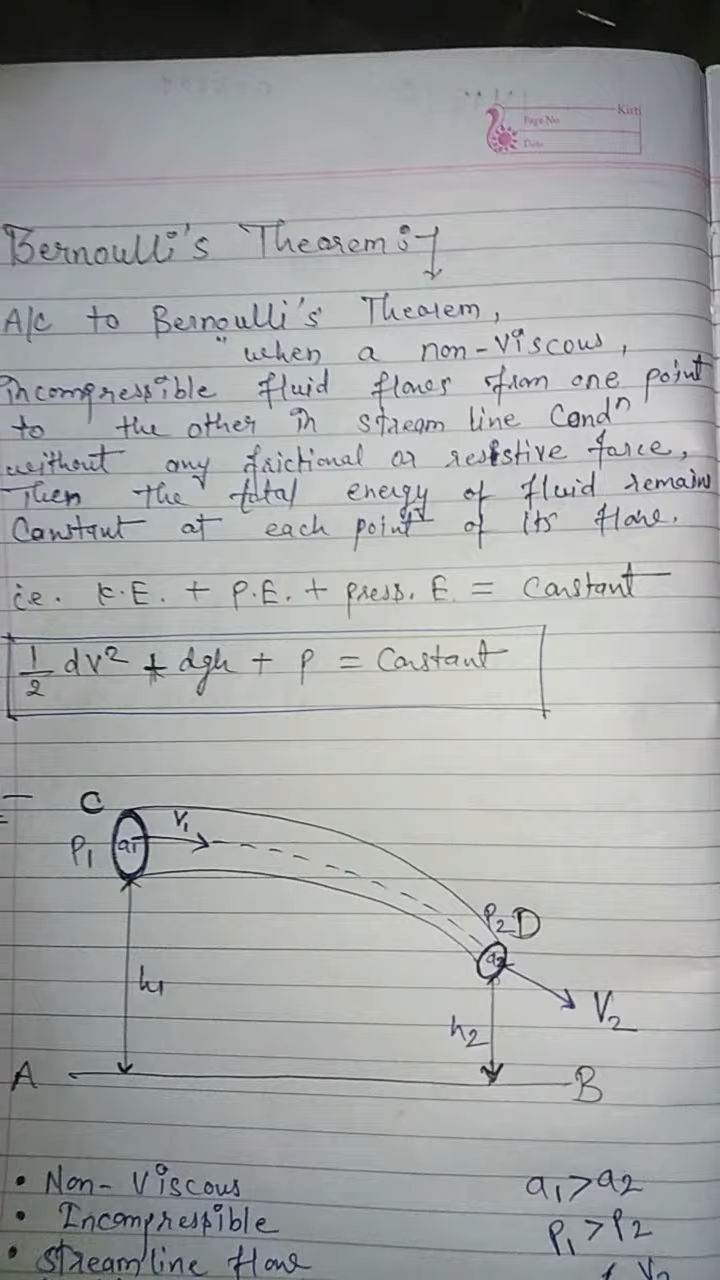 Kirti
Page No
Date
Bernoulli's Theorem :-
A/c to Bernoulli's Theorem,
"when a non-viscous,
incompressible fluid flows from one point
to the other in stream line Condⁿ
without any frictional or resistive force,
Then the total energy of fluid remain
Constant at each point of its flow.
i.e. K.E. + P.E. + press. E. = Constant
1/2 dv² + dgh + P = Constant
C
P₁ a₁ V₁
P₂ D
a₂
h₁
V₂
h₂
A B
• Non-Viscous a₁>a₂
• Incompressible P₁>P₂
• Streamline flow
V₂